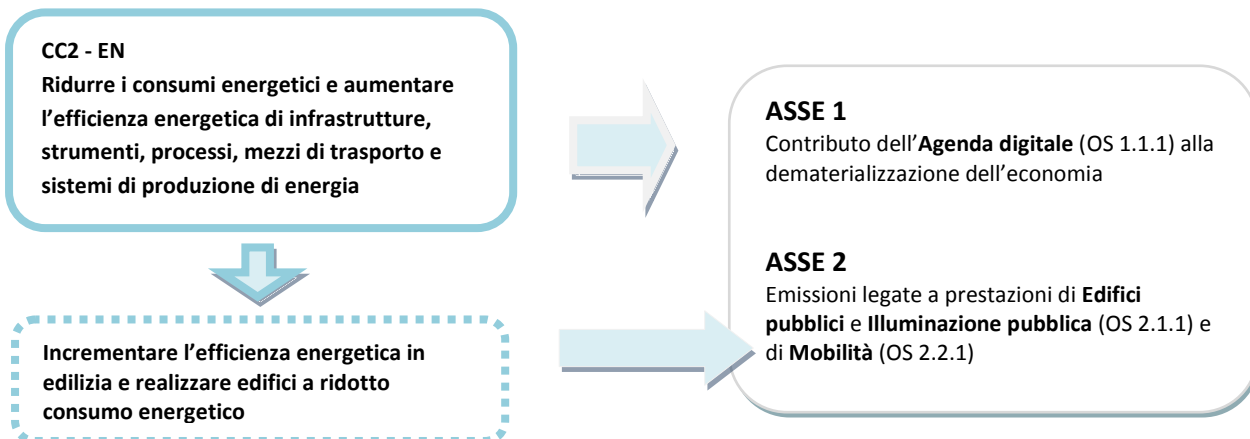 CC2 - EN
Ridurre i consumi energetici e aumentare
l’efficienza energetica di infrastrutture,
strumenti, processi, mezzi di trasporto e
sistemi di produzione di energia
Incrementare l’efficienza energetica in
edilizia e realizzare edifici a ridotto
consumo energetico
ASSE 1
Contributo dell’Agenda digitale (OS 1.1.1) alla
dematerializzazione dell’economia
ASSE 2
Emissioni legate a prestazioni di Edifici
pubblici e Illuminazione pubblica (OS 2.1.1) e
di Mobilità (OS 2.2.1)